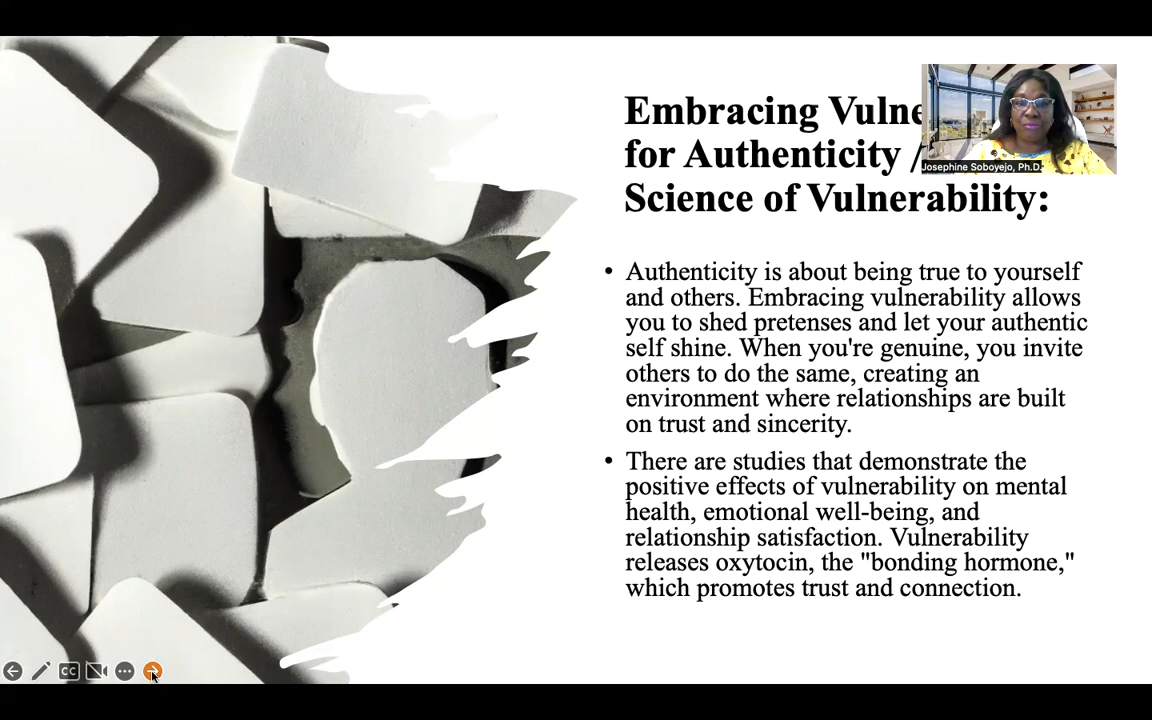 Embracing Vulne
for Authenticity /
Science of Vulnerability:
Josephine Soboyejo, Ph.D.
• Authenticity is about being true to yourself
and others. Embracing vulnerability allows
you to shed pretenses and let your authentic
self shine. When you're genuine, you invite
others to do the same, creating an
environment where relationships are built
on trust and sincerity.
• There are studies that demonstrate the
positive effects of vulnerability on mental
health, emotional well-being, and
relationship satisfaction. Vulnerability
releases oxytocin, the "bonding hormone,"
which promotes trust and connection.
CC